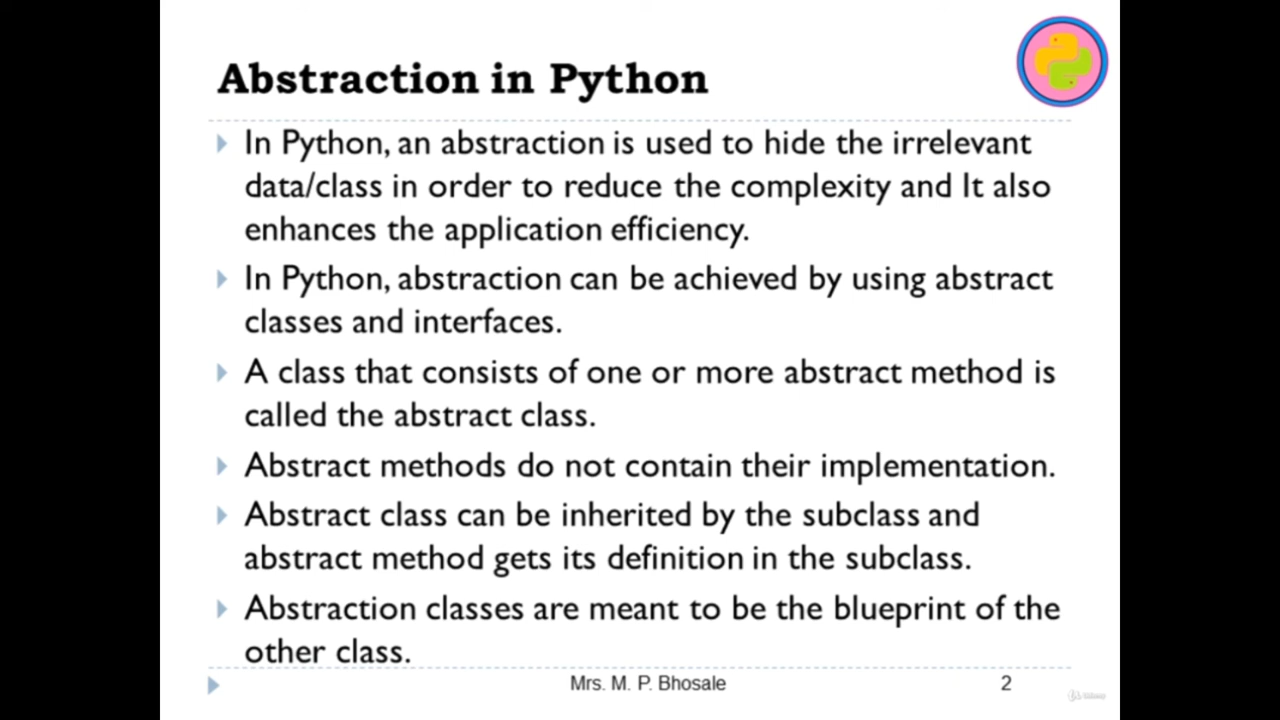 Abstraction in Python
In Python, an abstraction is used to hide the irrelevant
data/class in order to reduce the complexity and It also
enhances the application efficiency.
In Python, abstraction can be achieved by using abstract
classes and interfaces.
A class that consists of one or more abstract method is
called the abstract class.
Abstract methods do not contain their implementation.
Abstract class can be inherited by the subclass and
abstract method gets its definition in the subclass.
Abstraction classes are meant to be the blueprint of the
other class.
Mrs. M. P. Bhosale
2
Udemy